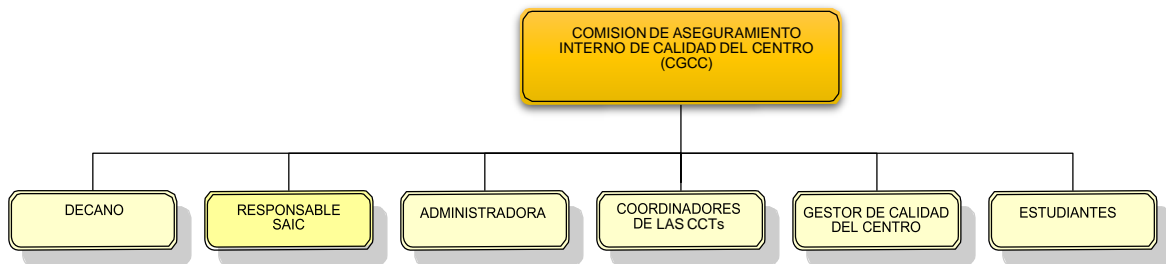 COMISION DE ASEGURAMIENTO
INTERNO DE CALIDAD DEL CENTRO
(CGCC)
DECANO
RESPONSABLE
SAIC
ADMINISTRADORA
COORDINADORES
DE LAS CCTs
GESTOR DE CALIDAD
DEL CENTRO
ESTUDIANTES